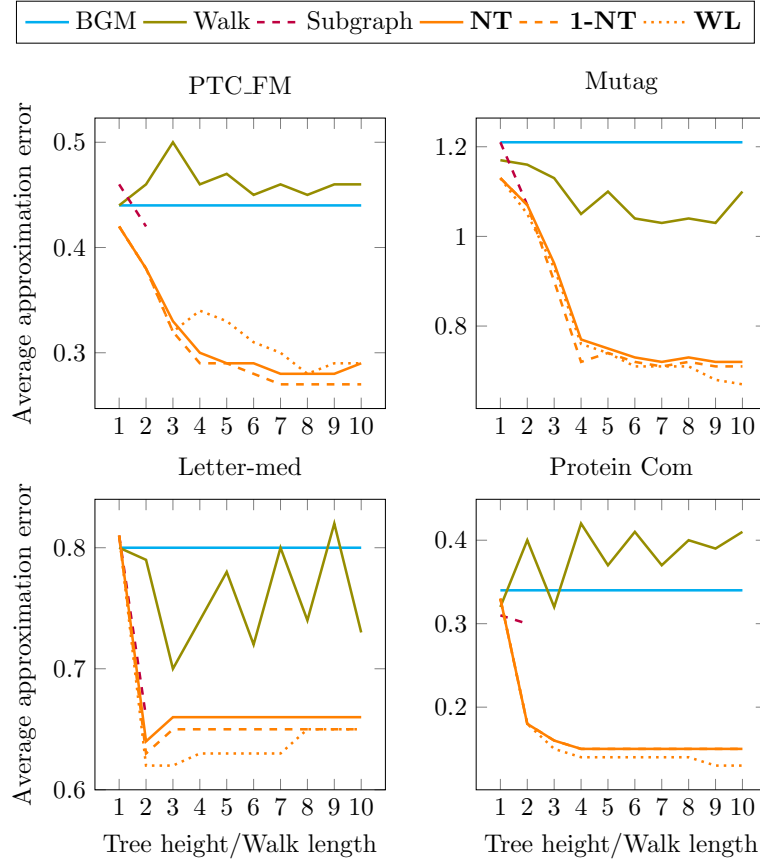 BGM Walk Subgraph NT 1-NT WL
PTC_FM
Mutag
Average approximation error
0.5
0.4
0.3
1 2 3 4 5 6 7 8 9 10
1.2
1
0.8
1 2 3 4 5 6 7 8 9 10
Letter-med
Protein Com
Average approximation error
0.8
0.7
0.6
1 2 3 4 5 6 7 8 9 10
Tree height/Walk length
0.4
0.3
0.2
1 2 3 4 5 6 7 8 9 10
Tree height/Walk length